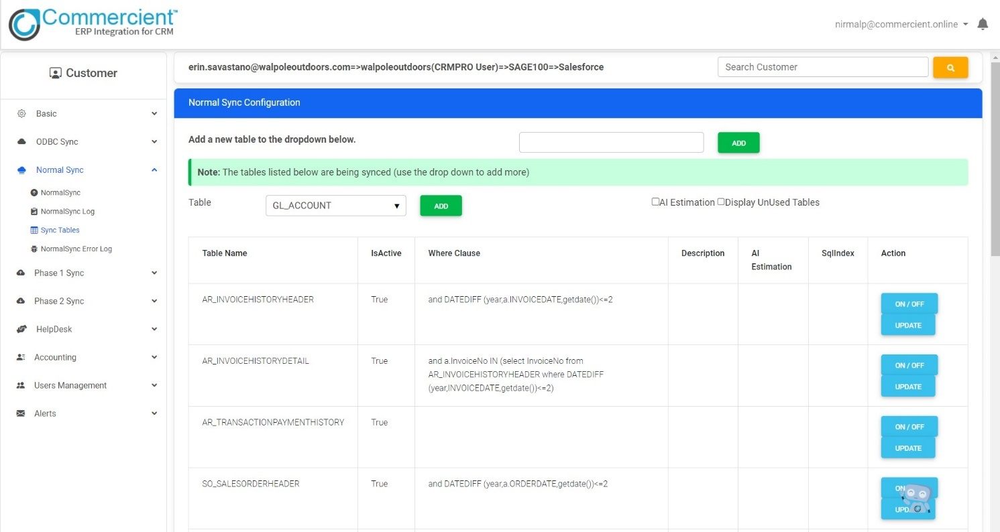 Commercient™
ERP Integration for CRM
nirmalp@commercient.online
Customer
Basic
ODBC Sync
Normal Sync
NormalSync
NormalSync Log
Sync Tables
NormalSync Error Log
Phase 1 Sync
Phase 2 Sync
HelpDesk
Accounting
Users Management
Alerts
erin.savastano@walpoleoutdoors.com=>walpoleoutdoors(CRMPRO User)=>SAGE100=>Salesforce
Search Customer
Normal Sync Configuration
Add a new table to the dropdown below.
ADD
Note: The tables listed below are being synced (use the drop down to add more)
Table
GL_ACCOUNT
ADD
AI Estimation Display UnUsed Tables
Table Name IsActive Where Clause Description AI Estimation SqlIndex Action
AR_INVOICEHISTORYHEADER True and DATEDIFF (year,a.INVOICEDATE,getdate())<=2
ON / OFF
UPDATE
AR_INVOICEHISTORYDETAIL True and a.InvoiceNo IN (select InvoiceNo from
AR_INVOICEHISTORYHEADER where DATEDIFF
(year,INVOICEDATE,getdate())<=2)
ON / OFF
UPDATE
AR_TRANSACTIONPAYMENTHISTORY True
ON / OFF
UPDATE
SO_SALESORDERHEADER True and DATEDIFF (year,a.ORDERDATE,getdate())<=2